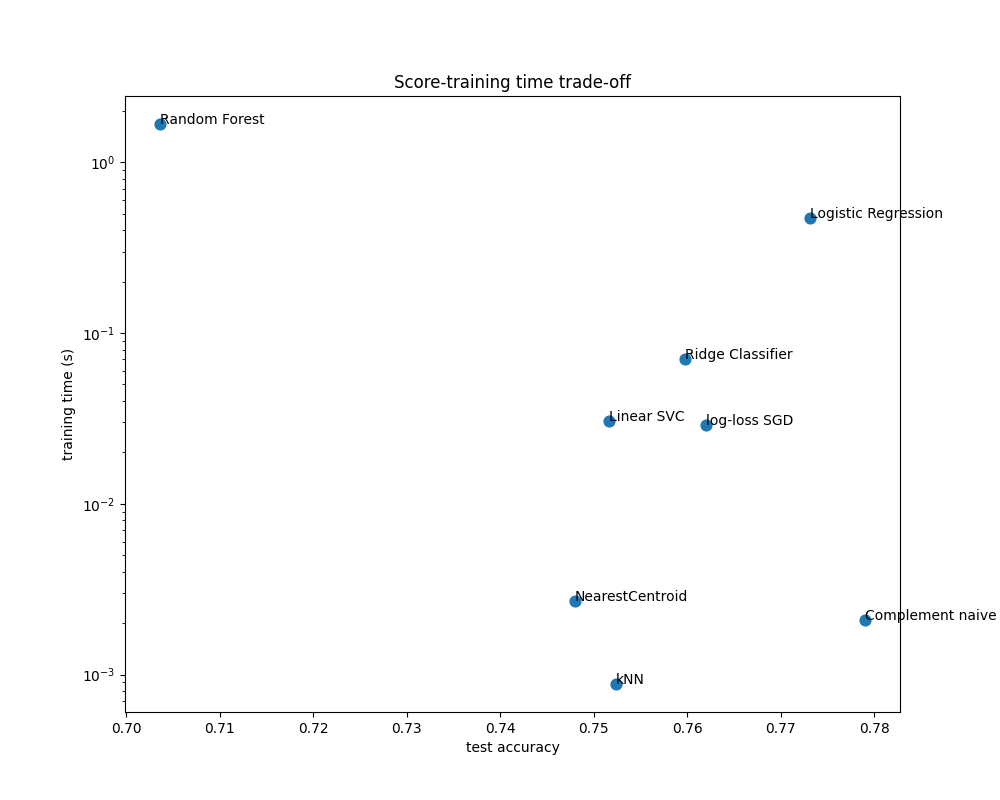 Score-training time trade-off
Random Forest
Logistic Regression
Ridge Classifier
Linear SVC
log-loss SGD
NearestCentroid
Complement naive
kNN
training time (s)
10^0
10^-1
10^-2
10^-3
0.70 0.71 0.72 0.73 0.74 0.75 0.76 0.77 0.78
test accuracy